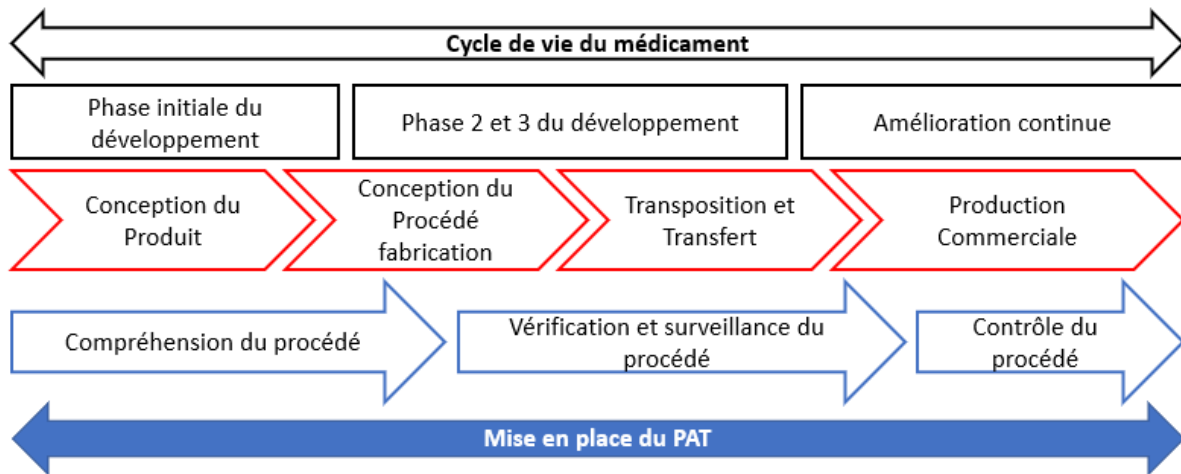 Cycle de vie du médicament
Phase initiale du
développement
Phase 2 et 3 du développement
Amélioration continue
Conception du
Produit
Conception du
Procédé
fabrication
Transposition et
Transfert
Production
Commerciale
Compréhension du procédé
Vérification et surveillance du
procédé
Contrôle du
procédé
Mise en place du PAT